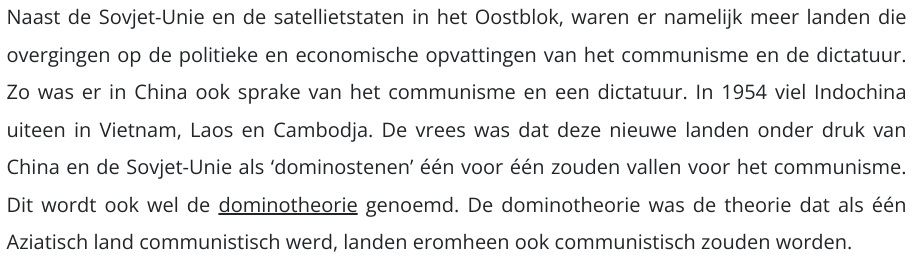 Naast de Sovjet-Unie en de satellietstaten in het Oostblok, waren er namelijk meer landen die
overgingen op de politieke en economische opvattingen van het communisme en de dictatuur.
Zo was er in China ook sprake van het communisme en een dictatuur. In 1954 viel Indochina
uiteen in Vietnam, Laos en Cambodja. De vrees was dat deze nieuwe landen onder druk van
China en de Sovjet-Unie als ‘dominostenen’ één voor één zouden vallen voor het communisme.
Dit wordt ook wel de dominotheorie genoemd. De dominotheorie was de theorie dat als één
Aziatisch land communistisch werd, landen eromheen ook communistisch zouden worden.